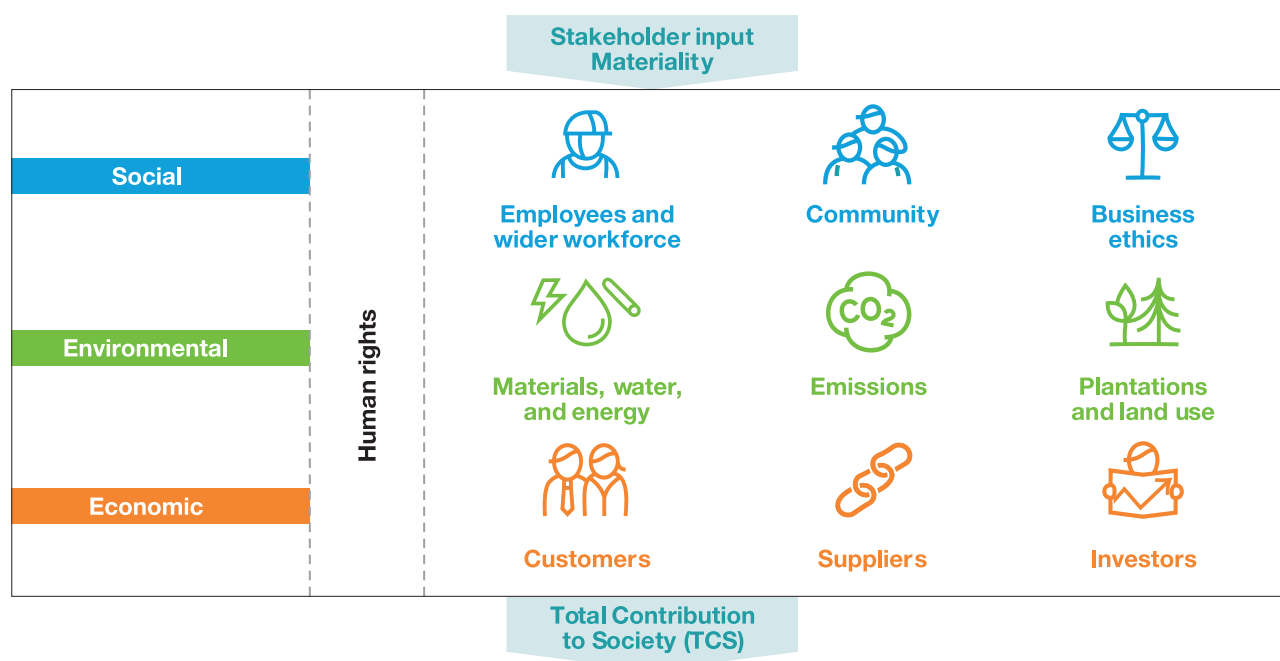 Stakeholder input
Materiality
Social
Employees and
wider workforce
Community
Business
ethics
Human rights
Environmental
CO2
Materials, water,
and energy
Emissions
Plantations
and land use
Economic
Customers
Suppliers
Investors
Total Contribution
to Society (TCS)